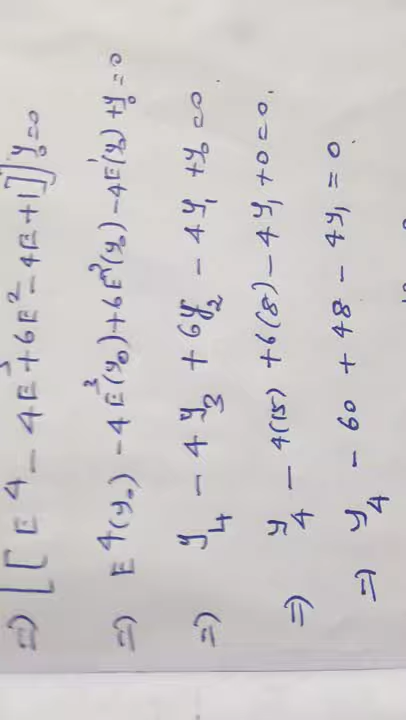 ⇒ [[E⁴ - 4E³ + 6E² - 4E + 1]] y₀ = 0
⇒ E⁴(y₀) - 4E³(y₀) + 6E²(y₀) - 4E¹(y₀) + y₀ = 0
⇒ y₄ - 4y₃ + 6y₂ - 4y₁ + y₀ = 0.
⇒ y₄ - 4(15) + 6(8) - 4y₁ + 0 = 0.
⇒ y₄ - 60 + 48 - 4y₁ = 0.